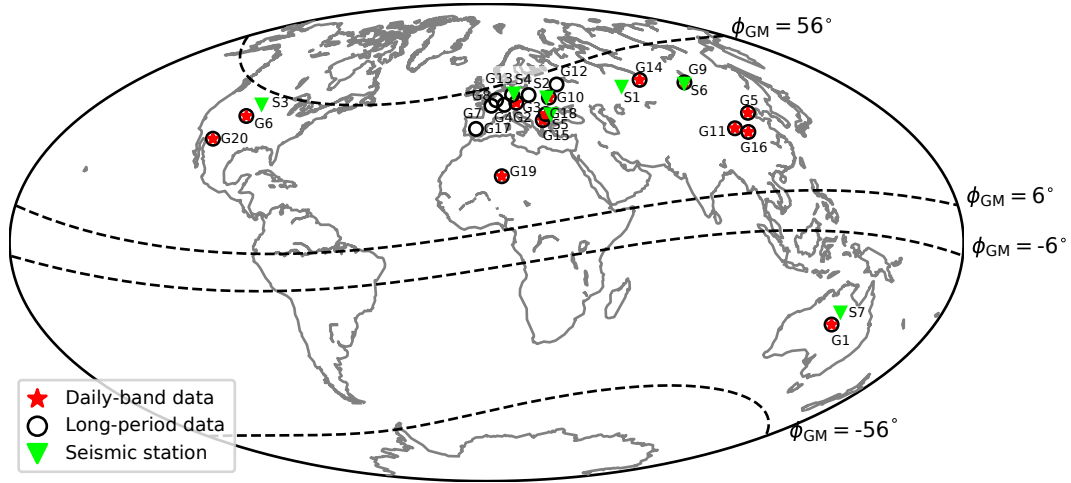 ϕGM = 56°
G14
G9
G12
G13
S4
S2
S1
S6
G8
G10
S3
G3
G5
G7
G4
G2
G18
G6
S5
G17
G15
G11
G20
G16
G19
ϕGM = 6°
ϕGM = -6°
S7
G1
Daily-band data
Long-period data
Seismic station
ϕGM = -56°